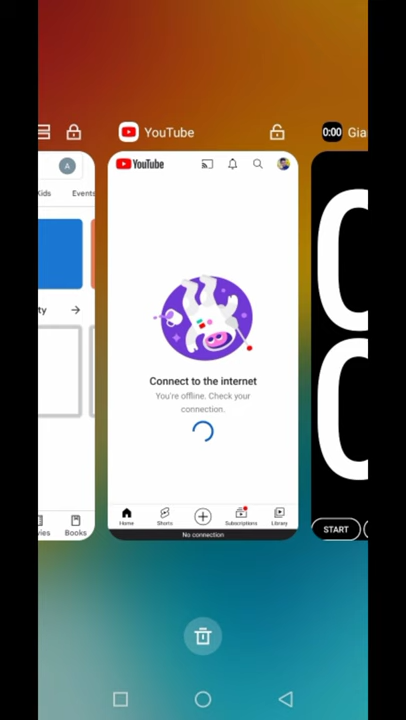 YouTube
0:00 Gia
YouTube
A
ids
Events
ty
Connect to the internet
You're offline. Check your
connection.
START
Home
Shorts
Subscriptions
Library
vies
Books
No connection